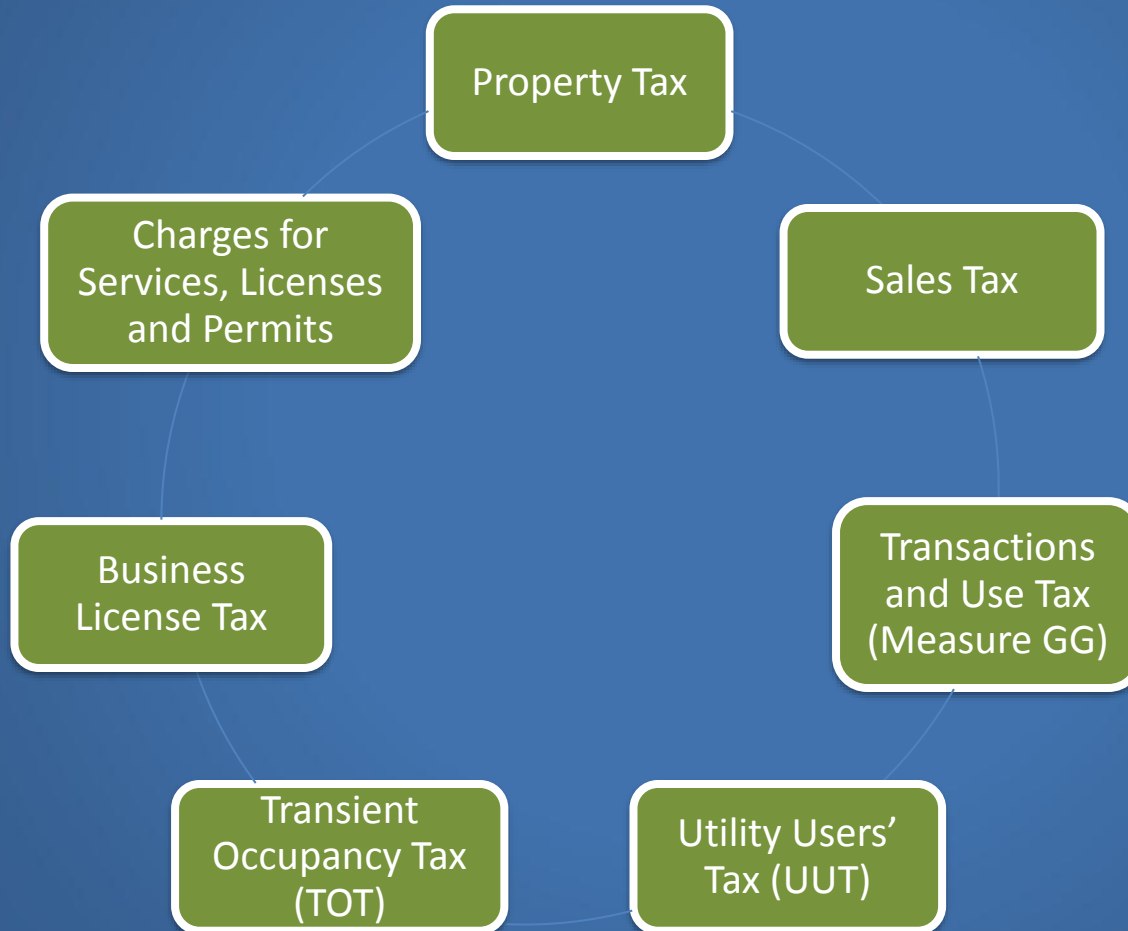 Property Tax
Sales Tax
Transactions
and Use Tax
(Measure GG)
Utility Users’
Tax (UUT)
Transient
Occupancy Tax
(TOT)
Business
License Tax
Charges for
Services, Licenses
and Permits